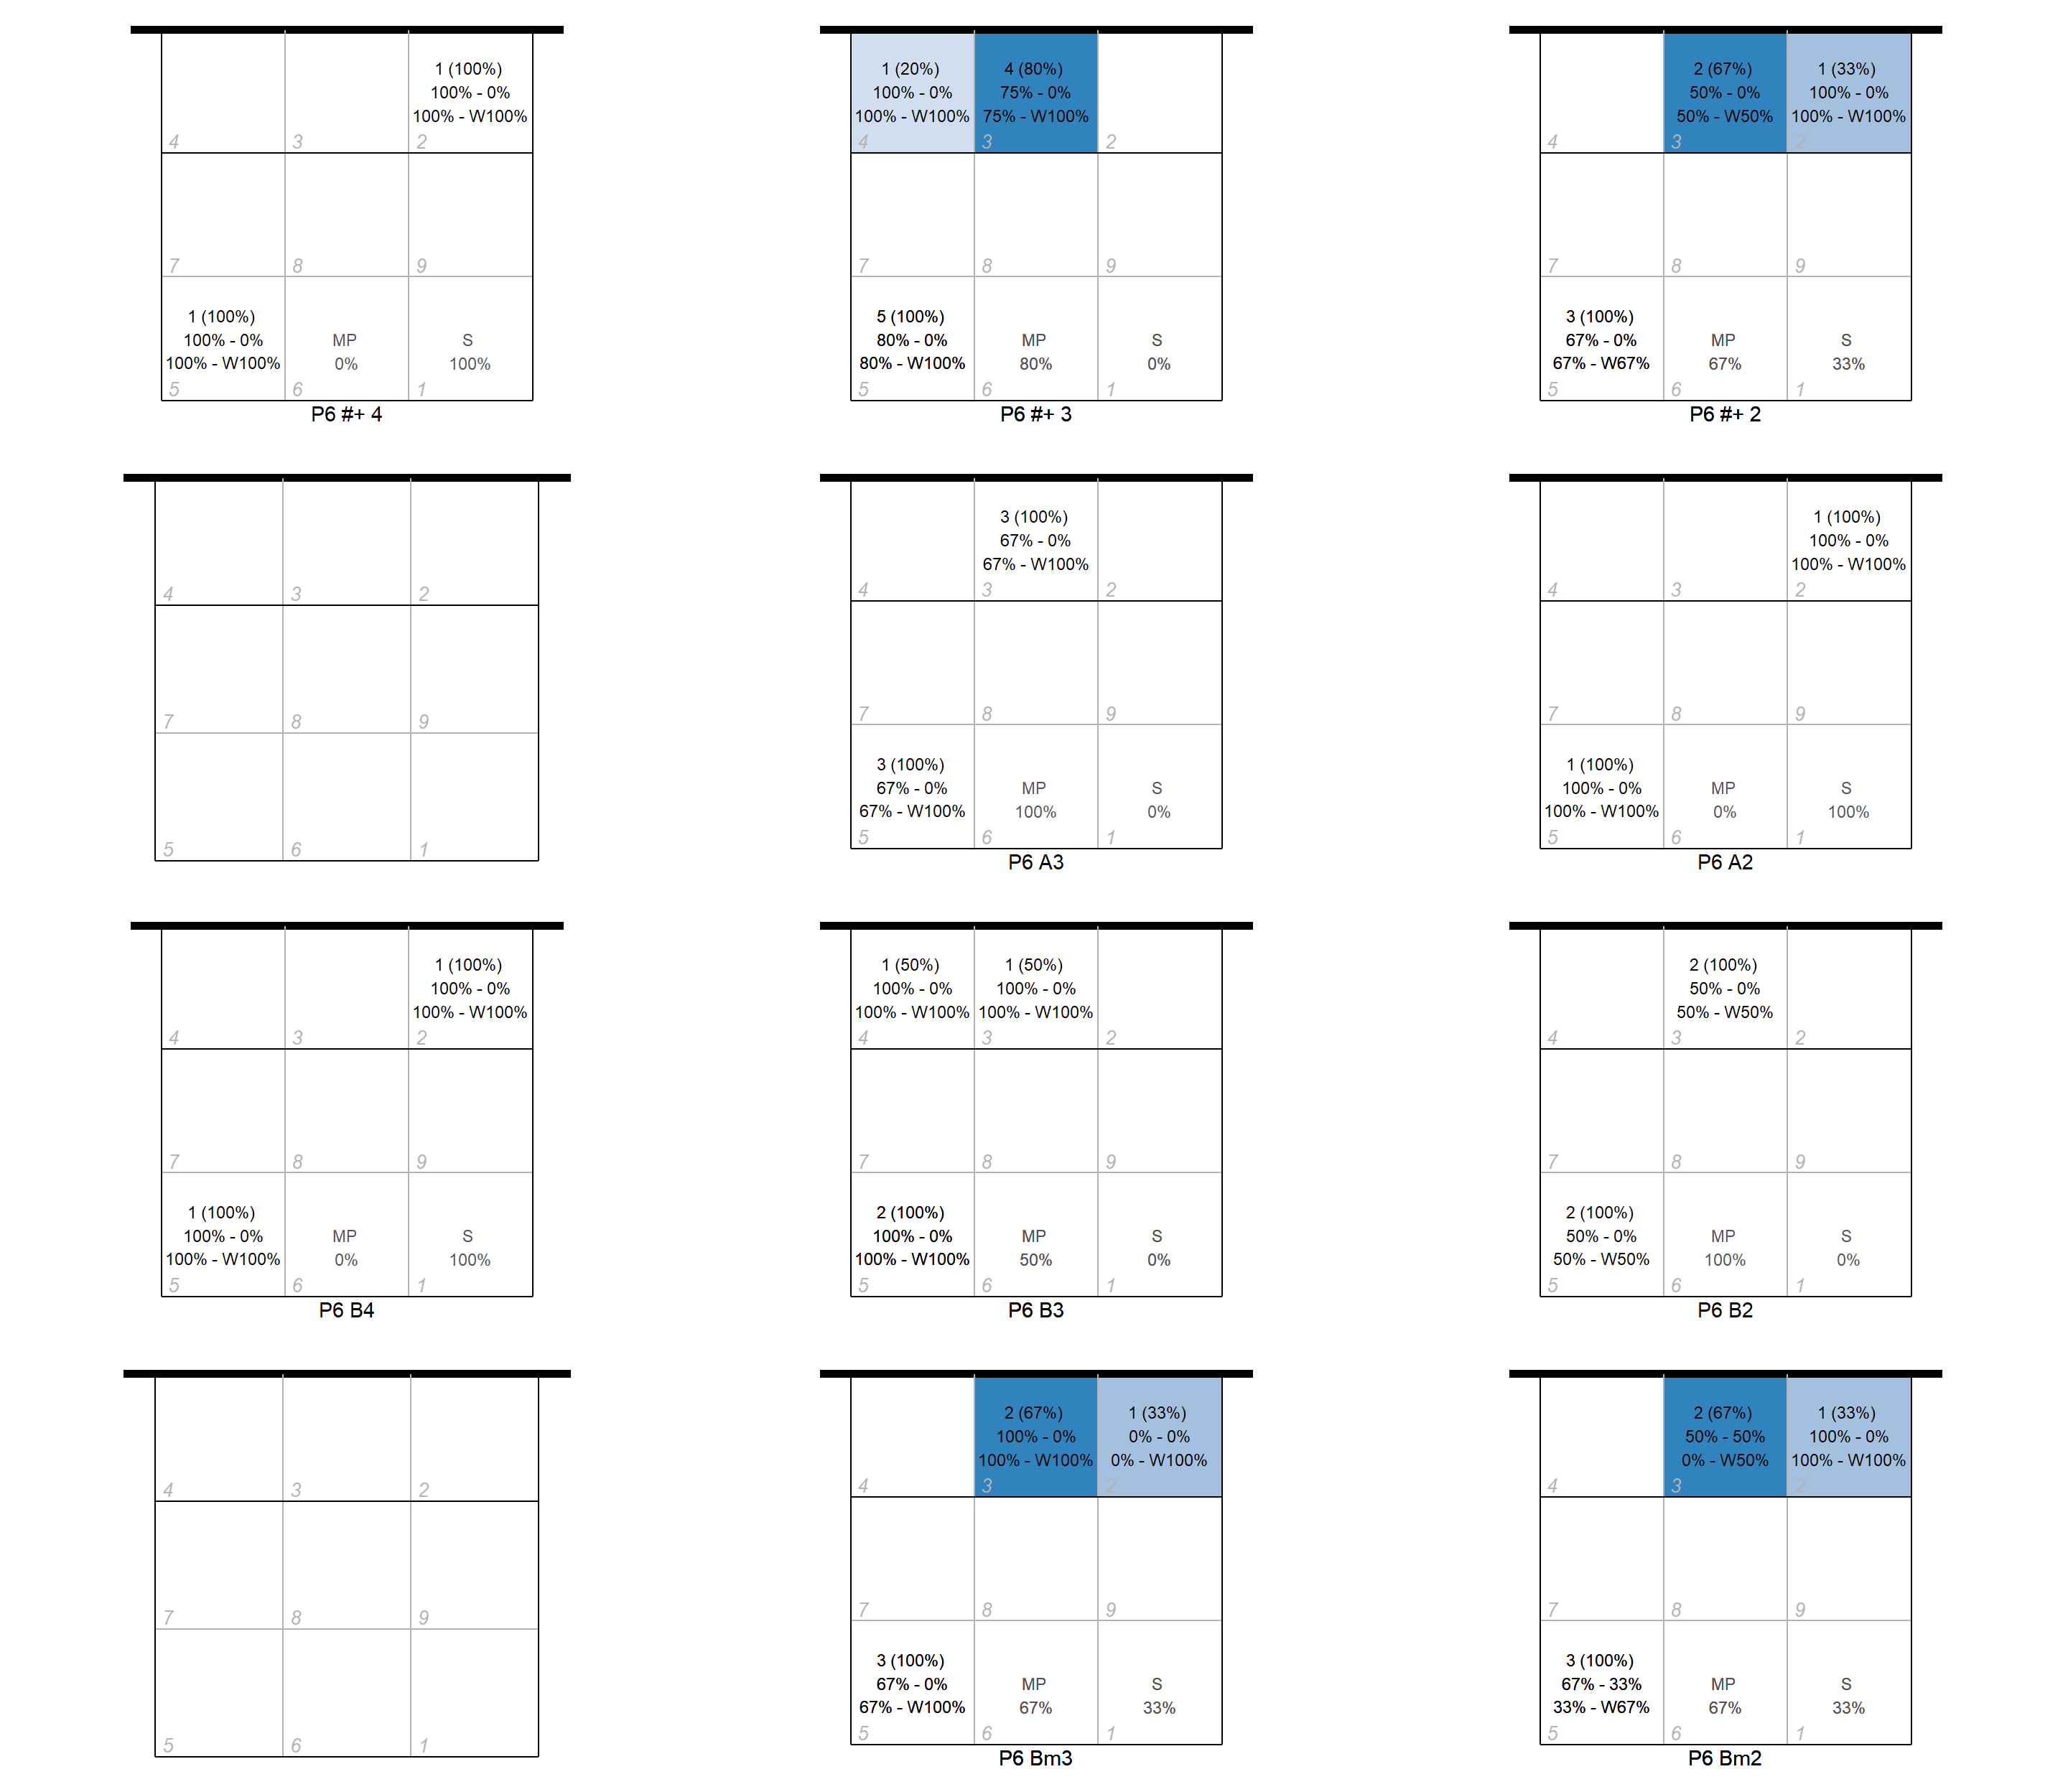 1 (100%)
100% - 0%
100% - W100%
4 3 2
7 8 9
1 (100%)
100% - 0% MP S
100% - W100% 0% 100%
5 6 1
P6 #+ 4
1 (20%) 4 (80%)
100% - 0% 75% - 0%
100% - W100% 75% - W100%
4 3 2
7 8 9
5 (100%)
80% - 0% MP S
80% - W100% 80% 0%
5 6 1
P6 #+ 3
2 (67%) 1 (33%)
50% - 0% 100% - 0%
50% - W50% 100% - W100%
4 3 2
7 8 9
3 (100%)
67% - 0% MP S
67% - W67% 67% 33%
5 6 1
P6 #+ 2
4 3 2
7 8 9
5 6 1
3 (100%)
67% - 0%
67% - W100%
4 3 2
7 8 9
3 (100%)
67% - 0% MP S
67% - W100% 100% 0%
5 6 1
P6 A3
1 (100%)
100% - 0%
100% - W100%
4 3 2
7 8 9
1 (100%)
100% - 0% MP S
100% - W100% 0% 100%
5 6 1
P6 A2
1 (100%)
100% - 0%
100% - W100%
4 3 2
7 8 9
1 (100%)
100% - 0% MP S
100% - W100% 0% 100%
5 6 1
P6 B4
1 (50%) 1 (50%)
100% - 0% 100% - 0%
100% - W100% 100% - W100%
4 3 2
7 8 9
2 (100%)
100% - 0% MP S
100% - W100% 50% 0%
5 6 1
P6 B3
2 (100%)
50% - 0%
50% - W50%
4 3 2
7 8 9
2 (100%)
50% - 0% MP S
50% - W50% 100% 0%
5 6 1
P6 B2
4 3 2
7 8 9
5 6 1
2 (67%) 1 (33%)
100% - 0% 0% - 0%
100% - W100% 0% - W100%
4 3 2
7 8 9
3 (100%)
67% - 0% MP S
67% - W100% 67% 33%
5 6 1
P6 Bm3
2 (67%) 1 (33%)
50% - 50% 100% - 0%
0% - W50% 100% - W100%
4 3 2
7 8 9
3 (100%)
67% - 33% MP S
33% - W67% 67% 33%
5 6 1
P6 Bm2